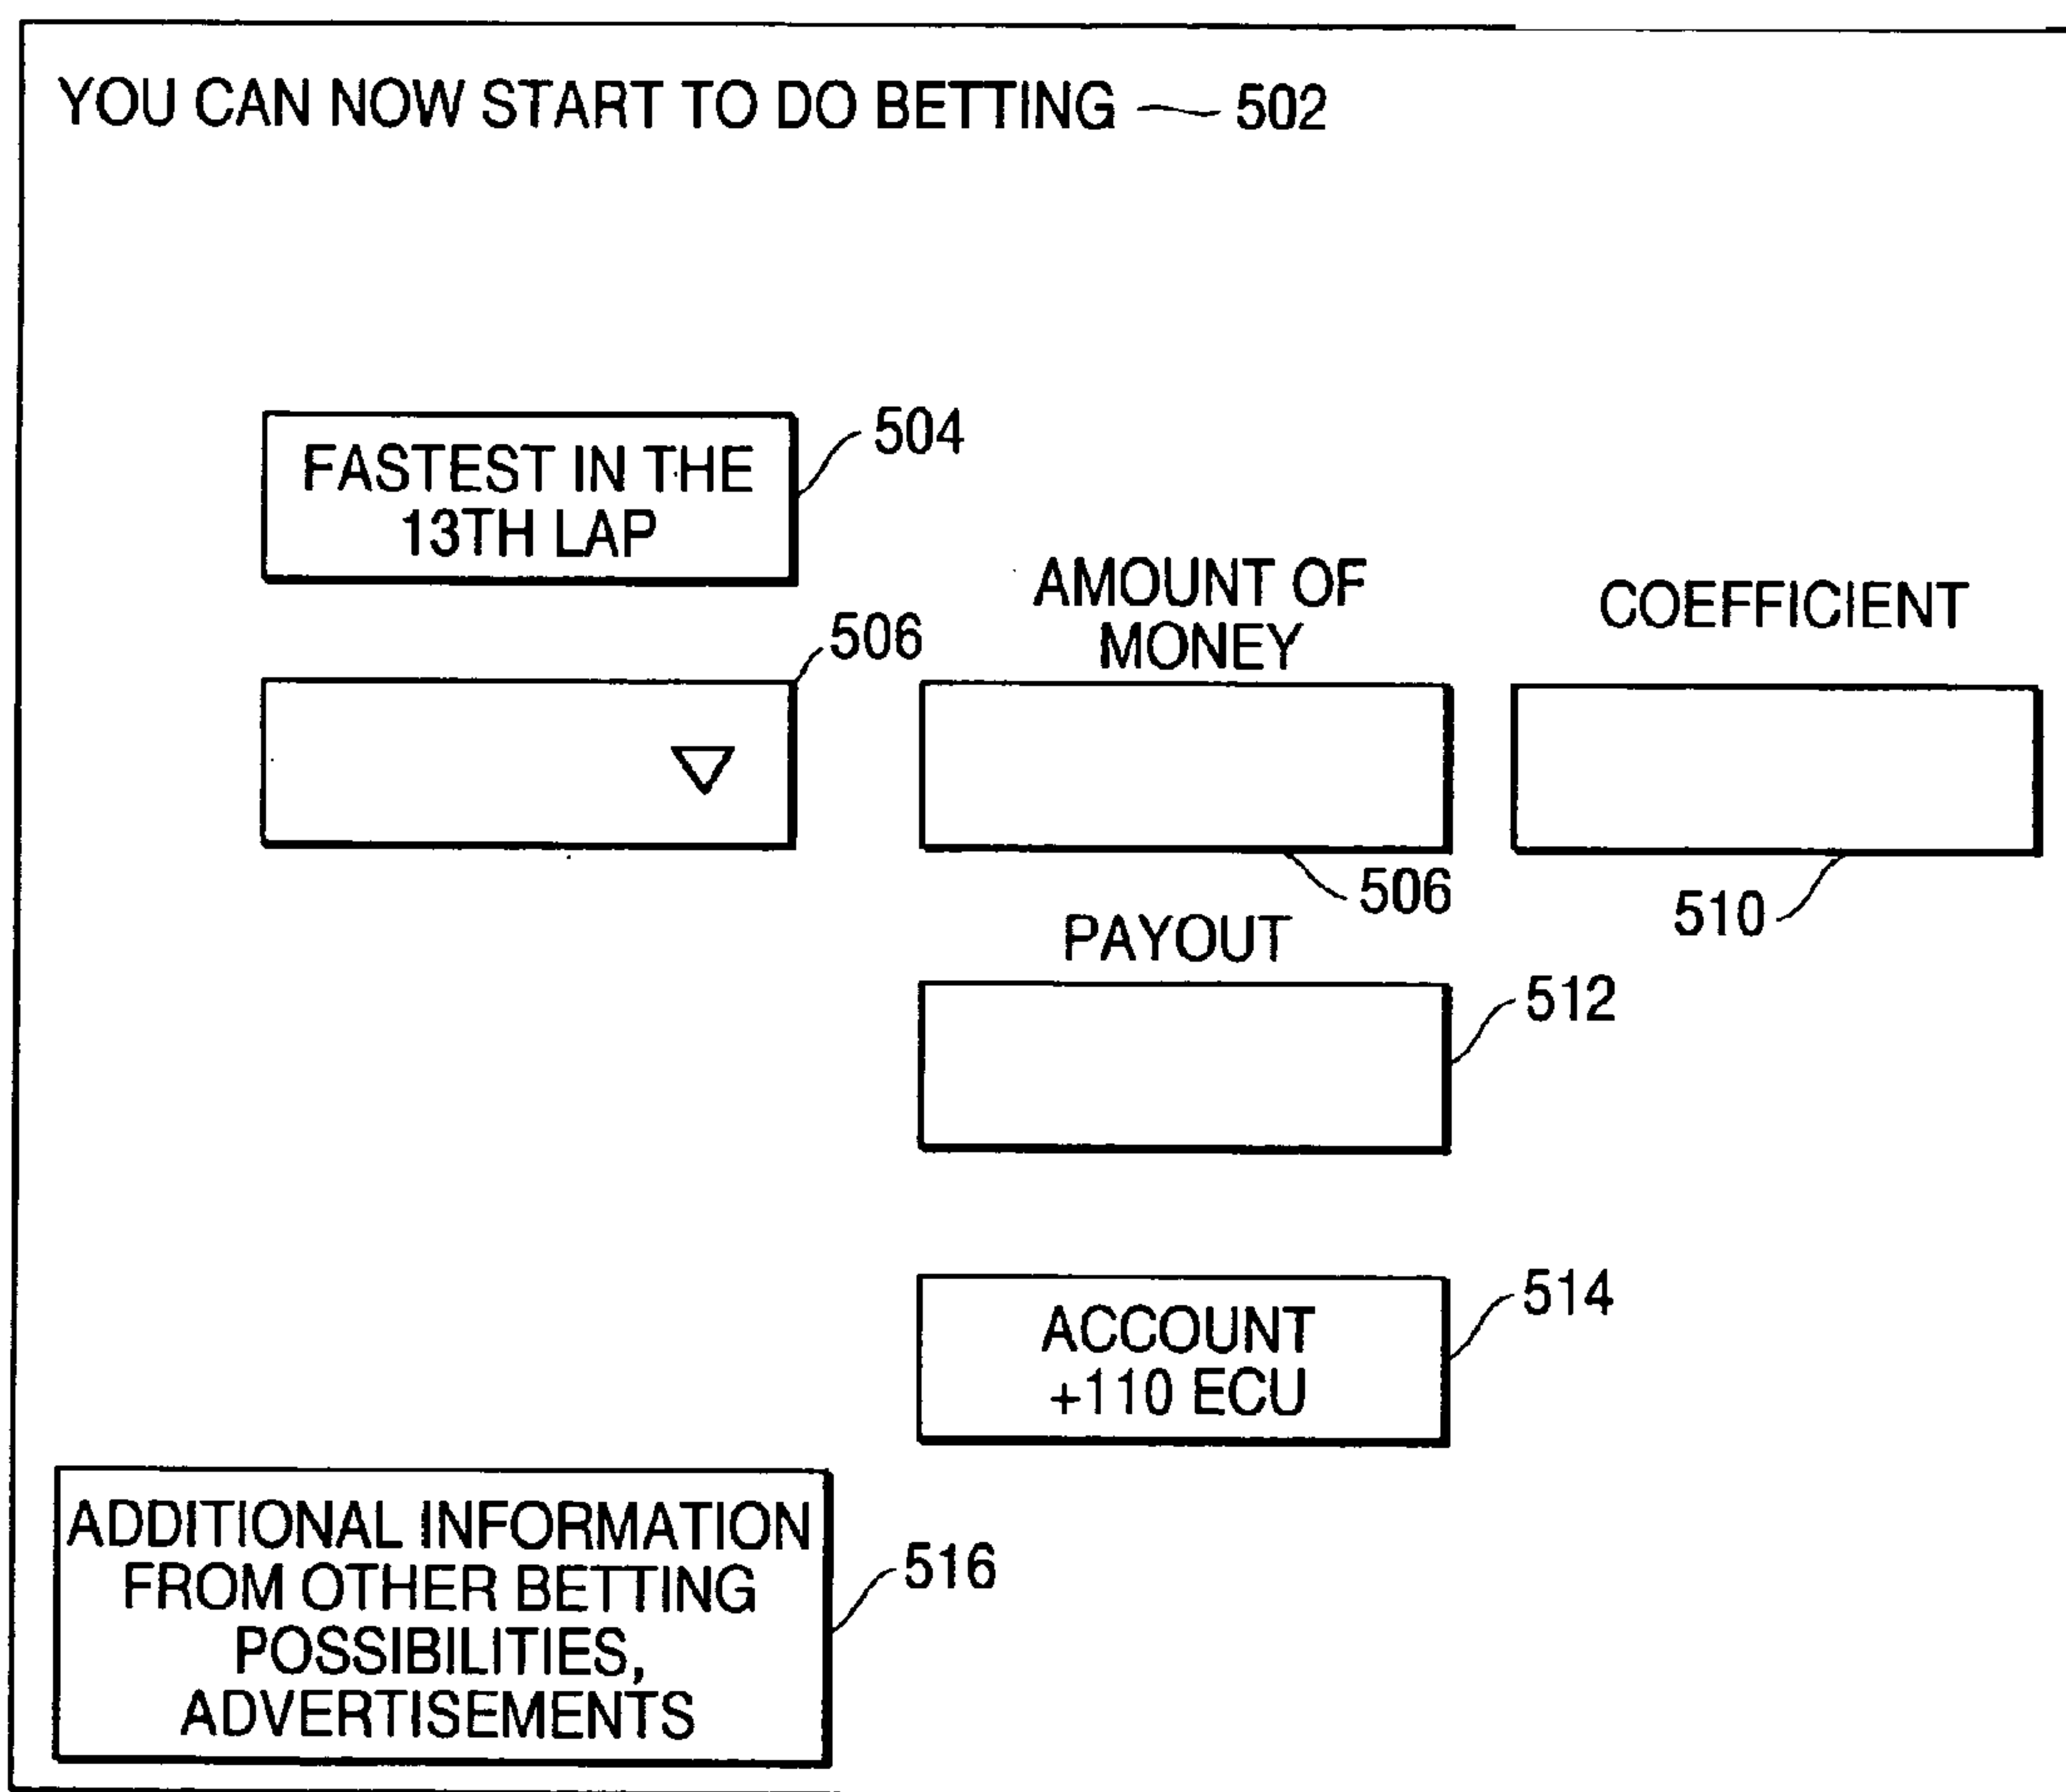 YOU CAN NOW START TO DO BETTING 502
FASTEST IN THE
13TH LAP
504
506
AMOUNT OF
MONEY
COEFFICIENT
506
510
PAYOUT
512
ACCOUNT
+110 ECU
514
ADDITIONAL INFORMATION
FROM OTHER BETTING
POSSIBILITIES,
ADVERTISEMENTS
516